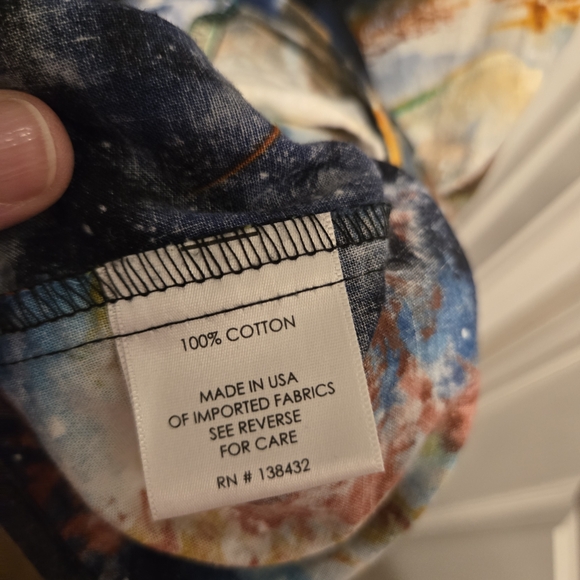 100% COTTON
MADE IN USA
OF IMPORTED FABRICS
SEE REVERSE
FOR CARE
RN # 138432